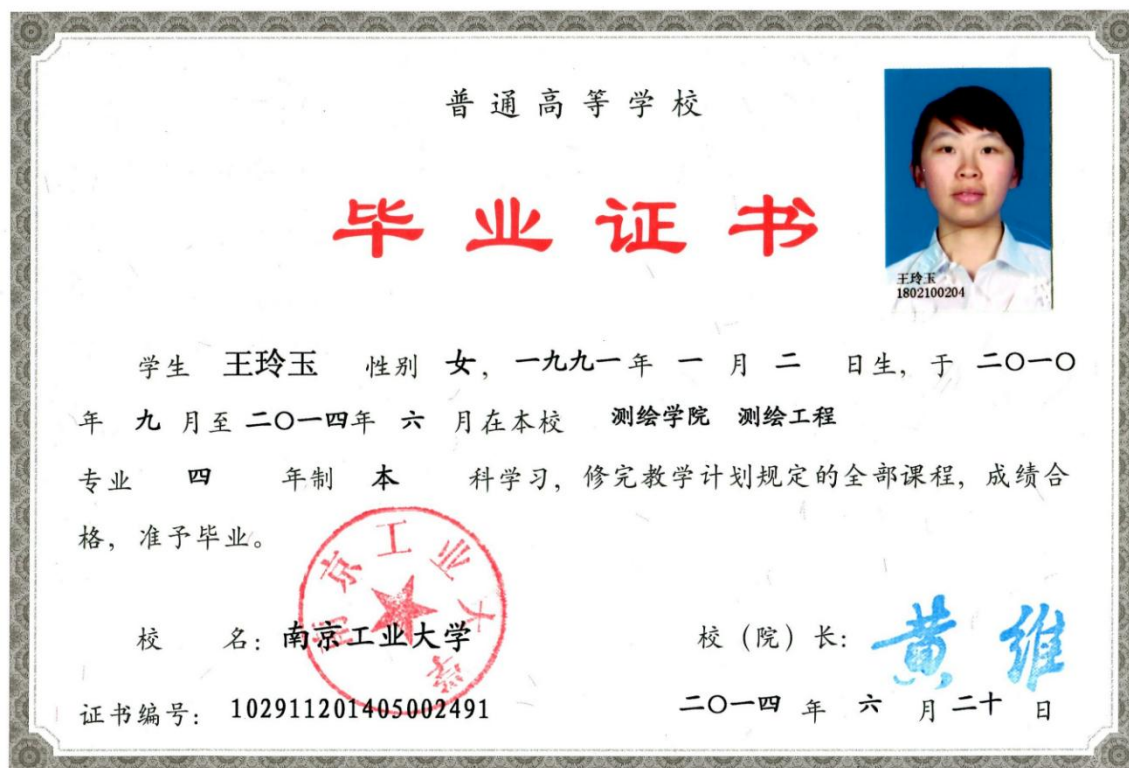 普通高等学校
毕业证书
王玲玉
1802100204
学生 王玲玉 性别 女，一九九一年 一 月 二 日生，于 二〇一〇
年 九 月至 二〇一四年 六 月在本校 测绘学院 测绘工程
专业 四 年制 本 科学习，修完教学计划规定的全部课程，成绩合
格，准予毕业。
南京工业大学
校 名：南京工业大学 校（院）长：黄维
证书编号：102911201405002491 二〇一四 年 六 月 二十 日